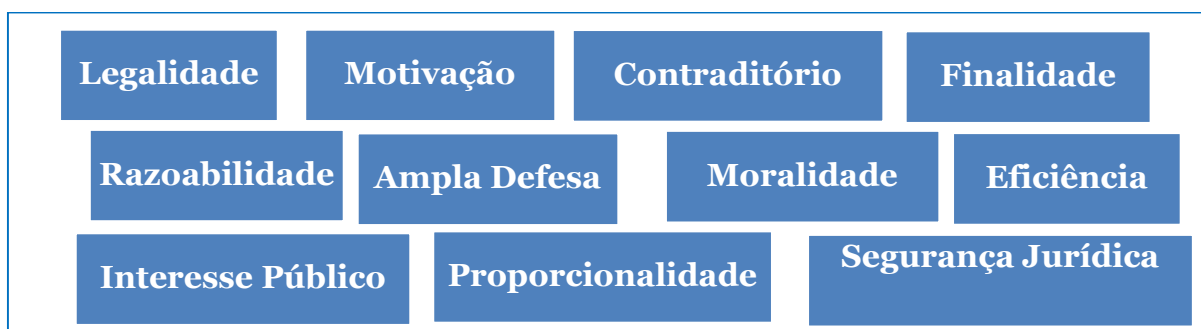 Legalidade
Motivação
Contraditório
Finalidade
Razoabilidade
Ampla Defesa
Moralidade
Eficiência
Interesse Público
Proporcionalidade
Segurança Jurídica